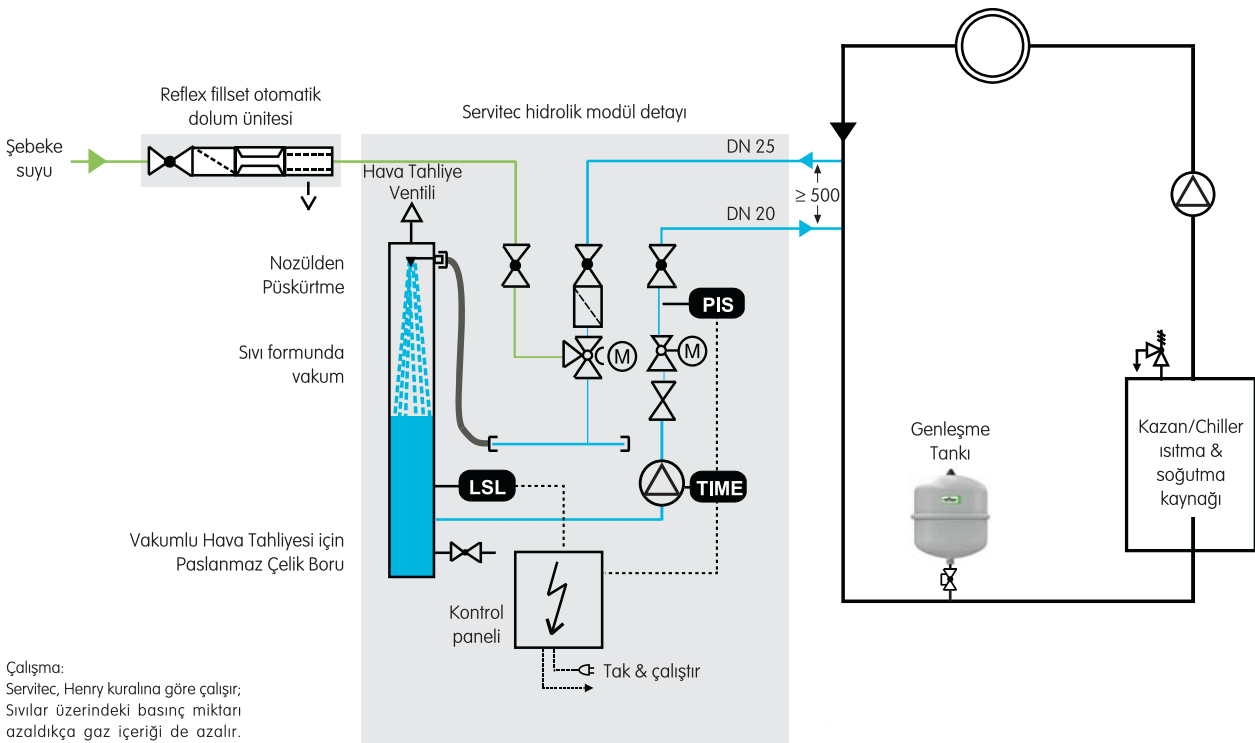 Reflex fillset otomatik
dolum ünitesi
Servitec hidrolik modül detayı
Şebeke
suyu
DN 25
Hava Tahliye
Ventili
≥ 500
DN 20
Nozülden
Püskürtme
PIS
Sıvı formunda
vakum
M
M
Genleşme
Tankı
Kazan/Chiller
ısıtma &
soğutma
kaynağı
LSL
TIME
Vakumlu Hava Tahliyesi için
Paslanmaz Çelik Boru
Kontrol
paneli
Tak & çalıştır
Çalışma:
Servitec, Henry kuralına göre çalışır;
Sıvılar üzerindeki basınç miktarı
azaldıkça gaz içeriği de azalır.